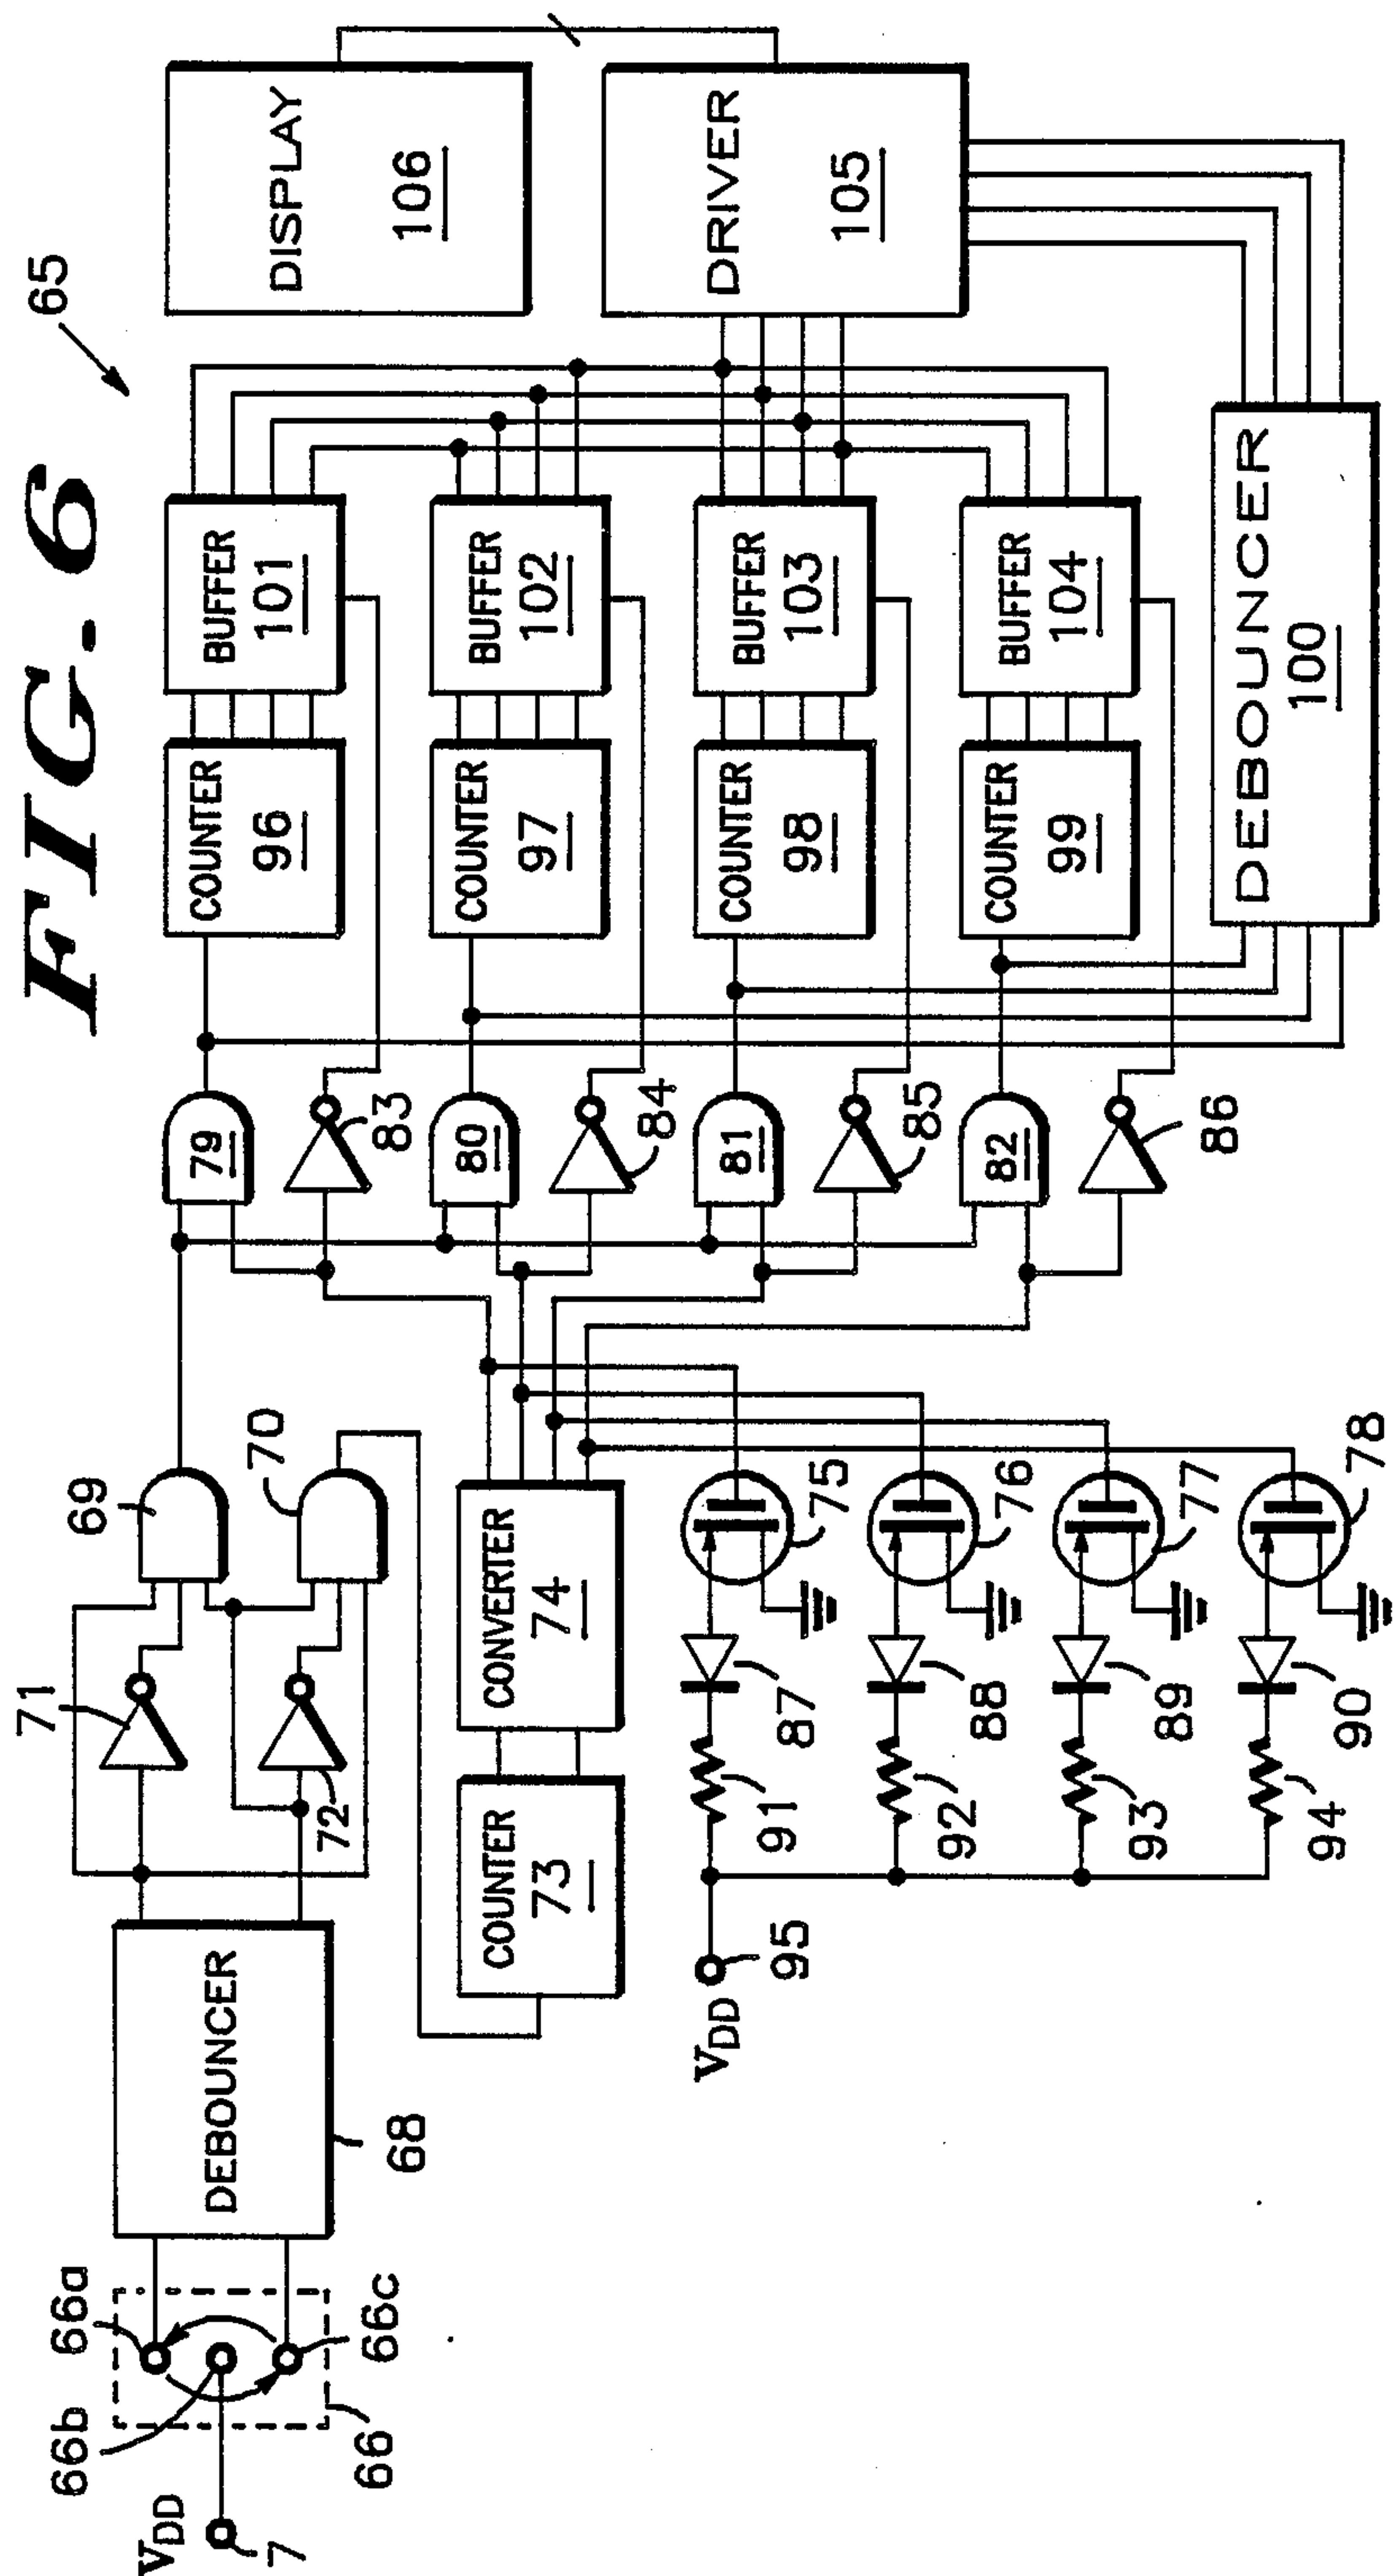 FIG. 6
65
VDD
7
66
66a
66b
66c
DEBOUNCER
68
69
70
71
72
COUNTER
73
CONVERTER
74
75
76
77
78
79
80
81
82
83
84
85
86
87
88
89
90
91
92
93
94
VDD
95
COUNTER
96
COUNTER
97
COUNTER
98
COUNTER
99
DEBOUNCER
100
BUFFER
101
BUFFER
102
BUFFER
103
BUFFER
104
DRIVER
105
DISPLAY
106